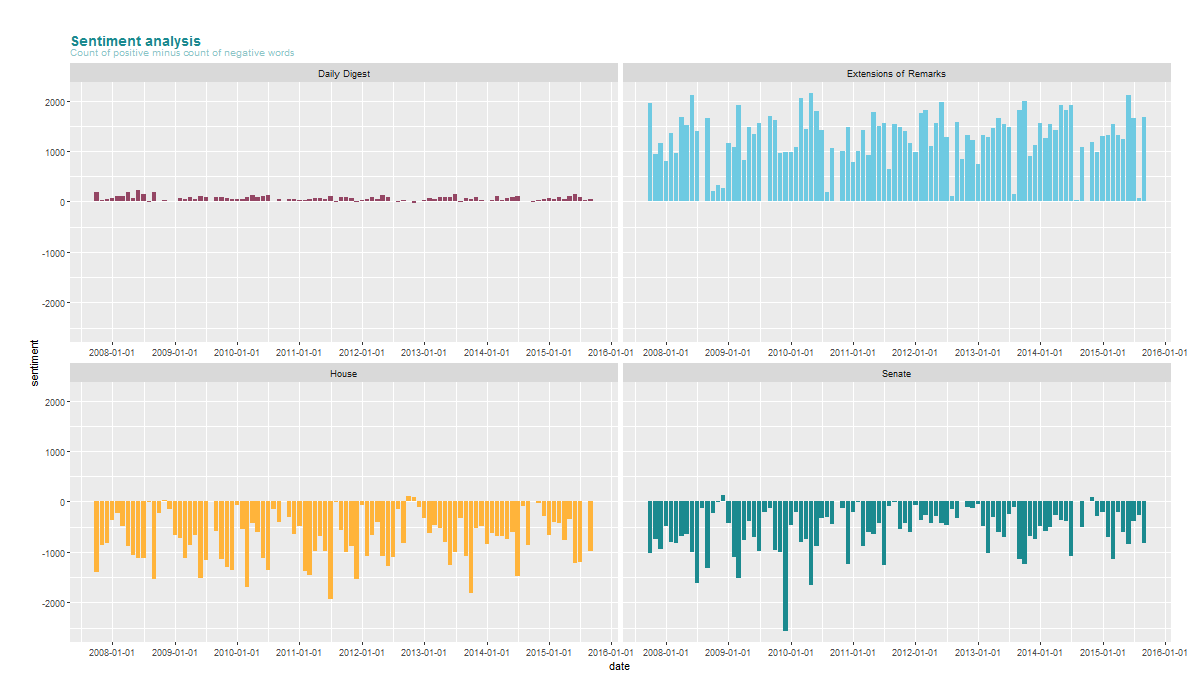 Sentiment analysis
Count of positive minus count of negative words
Daily Digest
Extensions of Remarks
2000
1000
0
-1000
-2000
2008-01-01 2009-01-01 2010-01-01 2011-01-01 2012-01-01 2013-01-01 2014-01-01 2015-01-01 2016-01-01
2008-01-01 2009-01-01 2010-01-01 2011-01-01 2012-01-01 2013-01-01 2014-01-01 2015-01-01 2016-01-01
sentiment
House
Senate
2000
1000
0
-1000
-2000
2008-01-01 2009-01-01 2010-01-01 2011-01-01 2012-01-01 2013-01-01 2014-01-01 2015-01-01 2016-01-01
2008-01-01 2009-01-01 2010-01-01 2011-01-01 2012-01-01 2013-01-01 2014-01-01 2015-01-01 2016-01-01
date